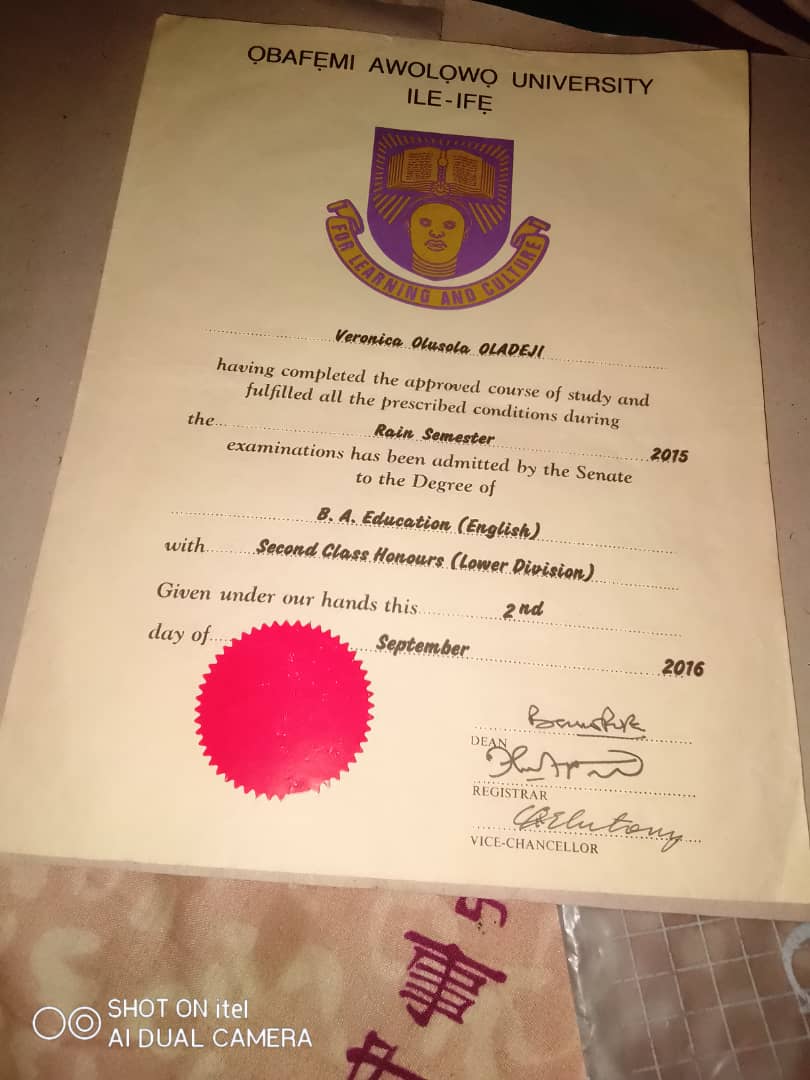 ỌBAFẸMI AWOLỌWỌ UNIVERSITY
ILE-IFẸ
FOR LEARNING AND CULTURE
Veronica Olusola OLADEJI
having completed the approved course of study and
fulfilled all the prescribed conditions during
the Rain Semester 2015
examinations has been admitted by the Senate
to the Degree of
B. A. Education (English)
with Second Class Honours (Lower Division)
Given under our hands this 2nd
day of September 2016
DEAN
REGISTRAR
VICE-CHANCELLOR
SHOT ON itel
AI DUAL CAMERA